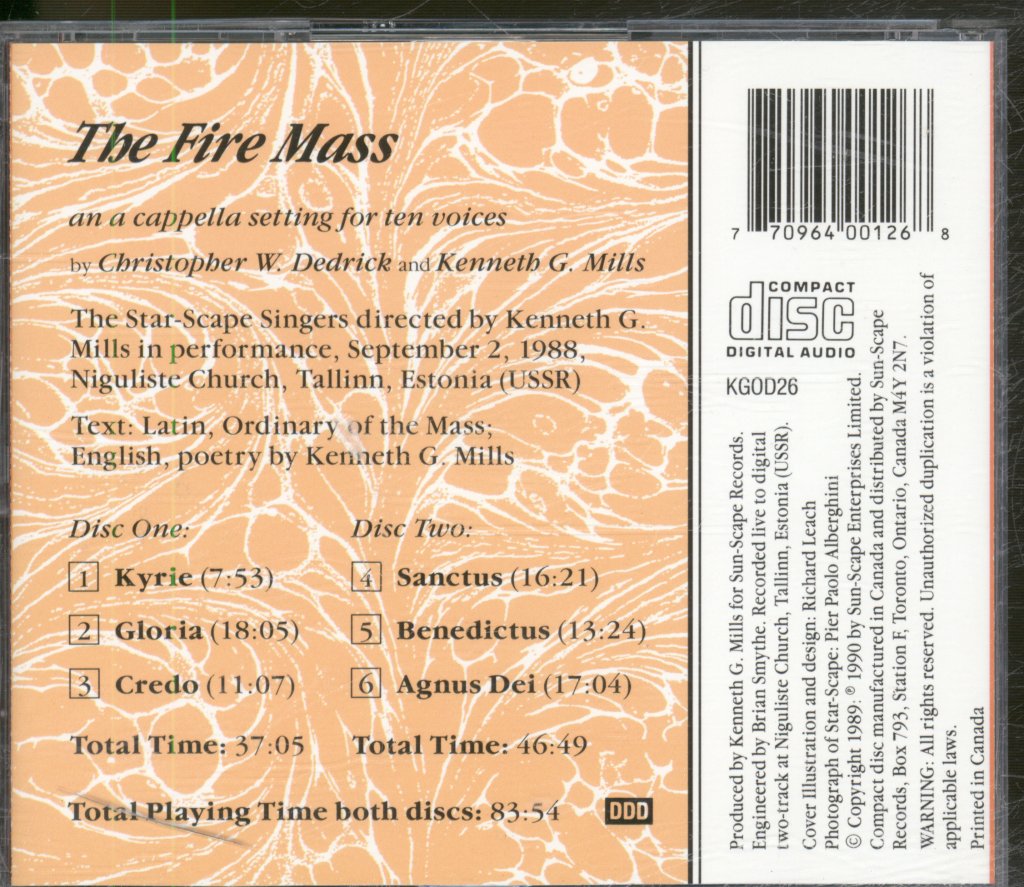 The Fire Mass
an a cappella setting for ten voices
by Christopher W. Dedrick and Kenneth G. Mills
The Star-Scape Singers directed by Kenneth G.
Mills in performance, September 2, 1988,
Niguliste Church, Tallinn, Estonia (USSR)
Text: Latin, Ordinary of the Mass;
English, poetry by Kenneth G. Mills
Disc One:
1 Kyrie (7:53)
2 Gloria (18:05)
3 Credo (11:07)
Total Time: 37:05
Disc Two:
4 Sanctus (16:21)
5 Benedictus (13:24)
6 Agnus Dei (17:04)
Total Time: 46:49
Total Playing Time both discs: 83:54
DDD
7 70964 00126 8
COMPACT
disc
DIGITAL AUDIO
KGOD26
Produced by Kenneth G. Mills for Sun-Scape Records.
Engineered by Brian Smythe. Recorded live to digital
two-track at Niguliste Church, Tallinn, Estonia (USSR).
Cover Illustration and design: Richard Leach
Photograph of Star-Scape: Pier Paolo Alberghini
© Copyright 1989: ℗ 1990 by Sun-Scape Enterprises Limited.
Compact disc manufactured in Canada and distributed by Sun-Scape
Records, Box 793, Station F, Toronto, Ontario, Canada M4Y 2N7.
WARNING: All rights reserved. Unauthorized duplication is a violation of
applicable laws.
Printed in Canada